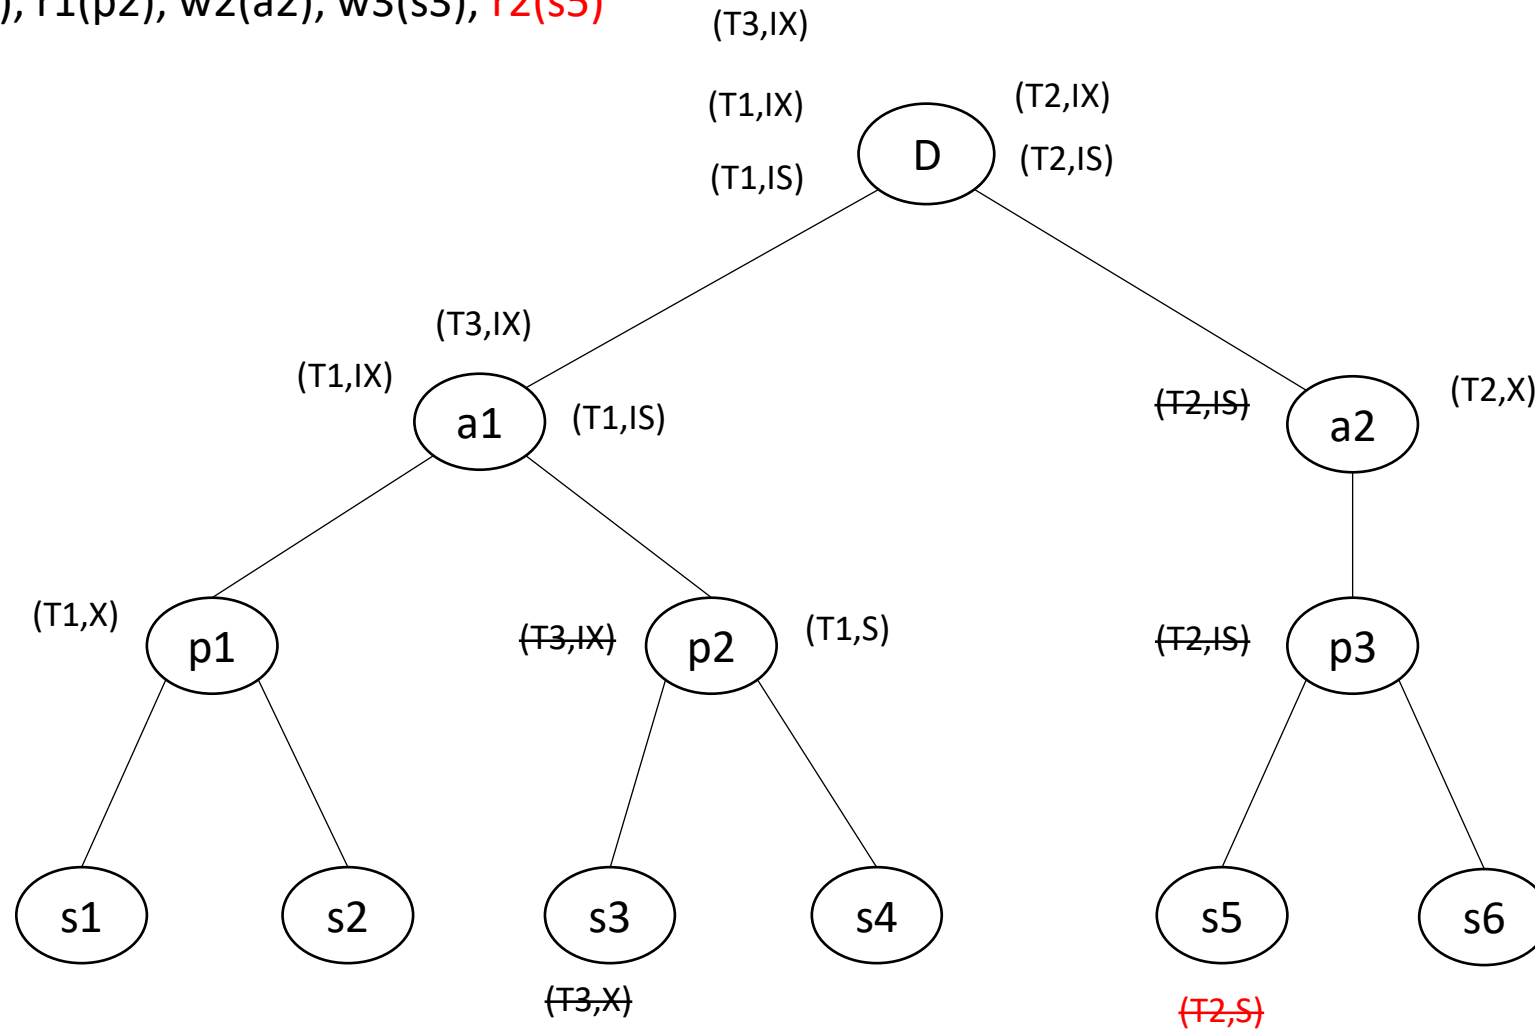 ), r1(p2), w2(a2), w3(s3), r2(s5)
(T3,IX)
(T1,IX)
(T2,IX)
D
(T2,IS)
(T1,IS)
(T3,IX)
(T1,IX)
a1
(T1,IS)
(T2,IS)
a2
(T2,X)
(T1,X)
p1
(T3,IX)
p2
(T1,S)
(T2,IS)
p3
s1
s2
s3
s4
s5
s6
(T3,X)
(T2,S)